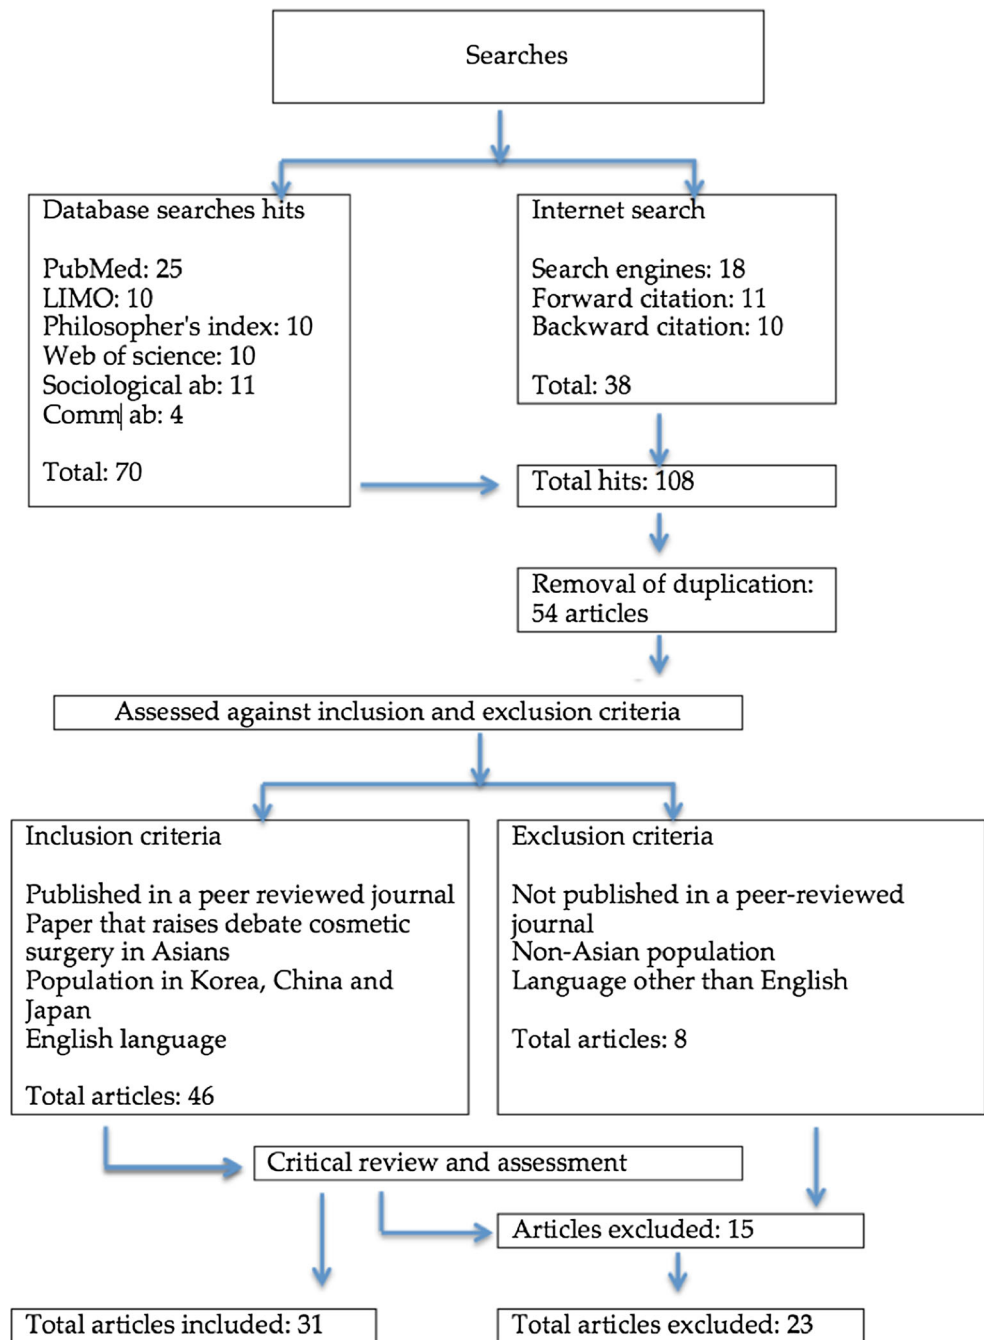 Searches
Database searches hits
PubMed: 25
LIMO: 10
Philosopher's index: 10
Web of science: 10
Sociological ab: 11
Comm ab: 4
Total: 70
Internet search
Search engines: 18
Forward citation: 11
Backward citation: 10
Total: 38
Total hits: 108
Removal of duplication:
54 articles
Assessed against inclusion and exclusion criteria
Inclusion criteria
Published in a peer reviewed journal
Paper that raises debate cosmetic
surgery in Asians
Population in Korea, China and
Japan
English language
Total articles: 46
Exclusion criteria
Not published in a peer-reviewed
journal
Non-Asian population
Language other than English
Total articles: 8
Critical review and assessment
Articles excluded: 15
Total articles included: 31
Total articles excluded: 23